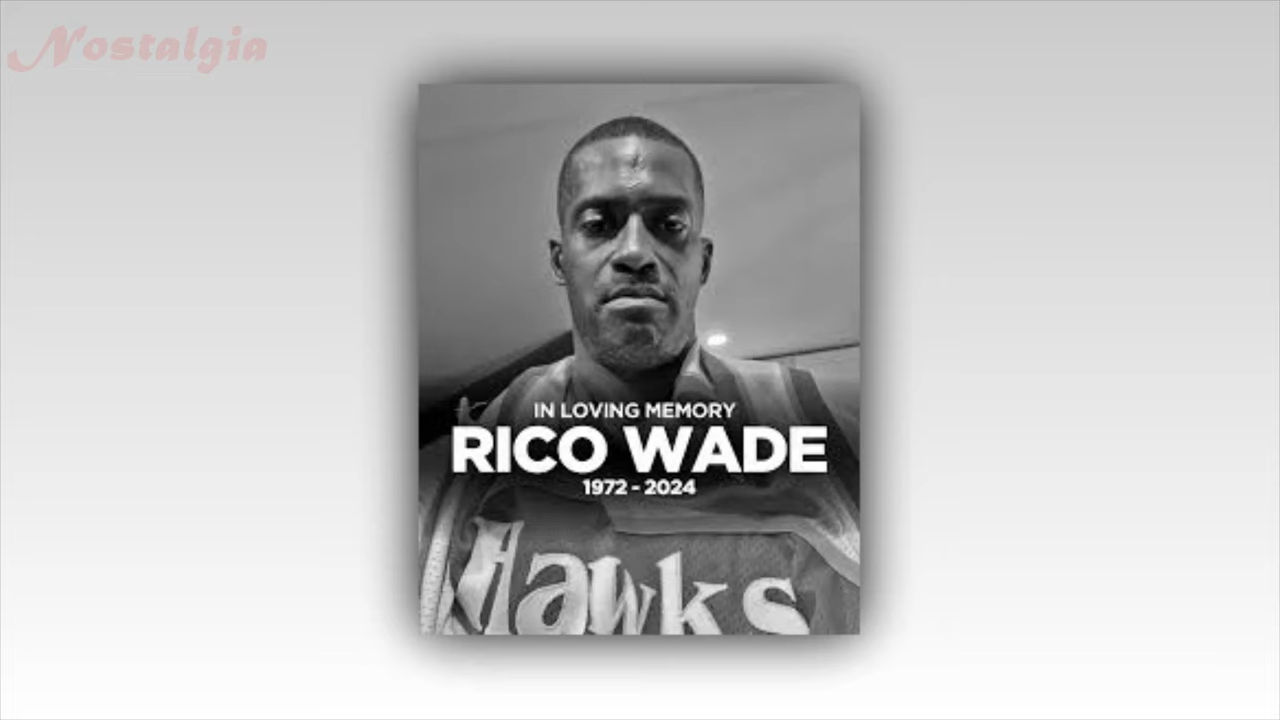 Nostalgia
IN LOVING MEMORY
RICO WADE
1972 - 2024
Hawks